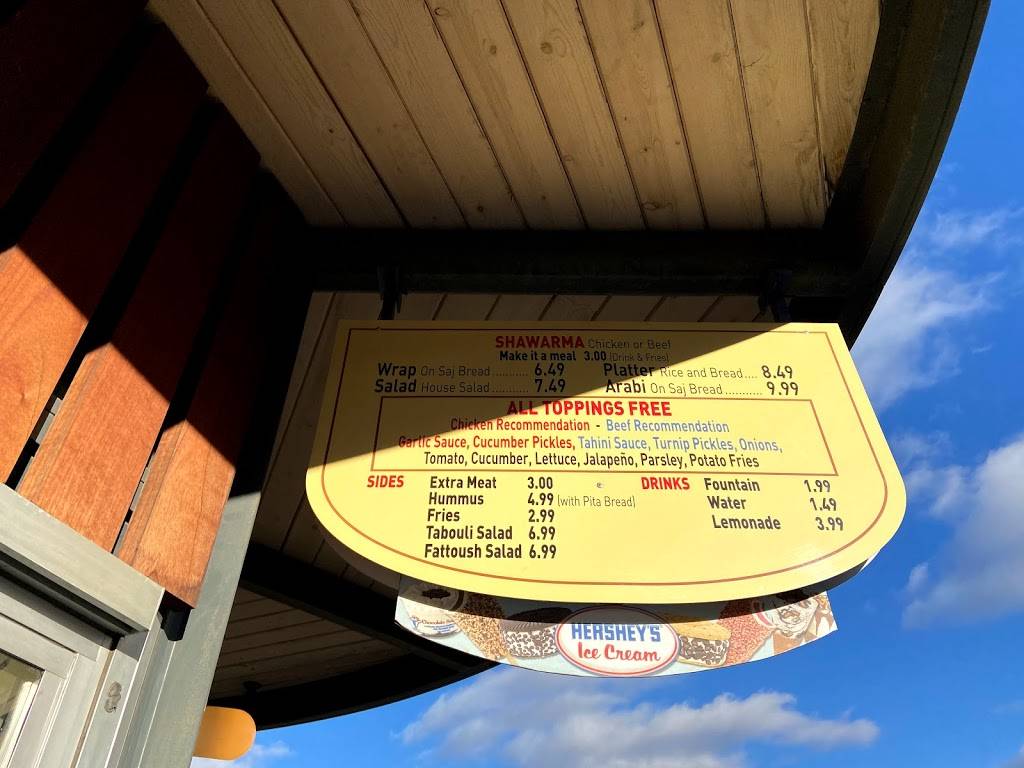 SHAWARMA Chicken or Beef
Make it a meal 3.00 (Drink & Fries)
Wrap On Saj Bread .......... 6.49 Platter Rice and Bread.... 8.49
Salad House Salad .......... 7.49 Arabi On Saj Bread............ 9.99
ALL TOPPINGS FREE
Chicken Recommendation - Beef Recommendation
Garlic Sauce, Cucumber Pickles, Tahini Sauce, Turnip Pickles, Onions,
Tomato, Cucumber, Lettuce, Jalapeño, Parsley, Potato Fries
SIDES Extra Meat 3.00 DRINKS Fountain 1.99
Hummus 4.99 (with Pita Bread) Water 1.49
Fries 2.99 Lemonade 3.99
Tabouli Salad 6.99
Fattoush Salad 6.99
HERSHEY'S
Ice Cream
8